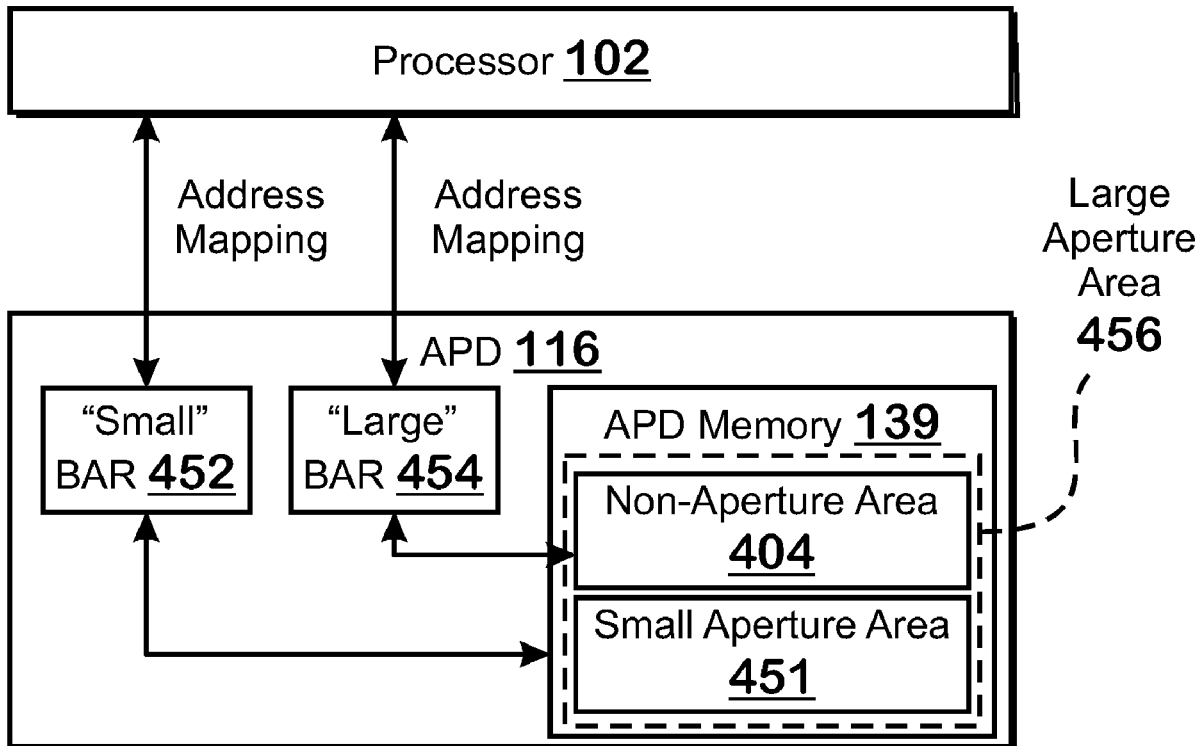 Processor 102
Address
Mapping
Address
Mapping
Large
Aperture
Area
456
APD 116
“Small”
BAR 452
“Large”
BAR 454
APD Memory 139
Non-Aperture Area
404
Small Aperture Area
451